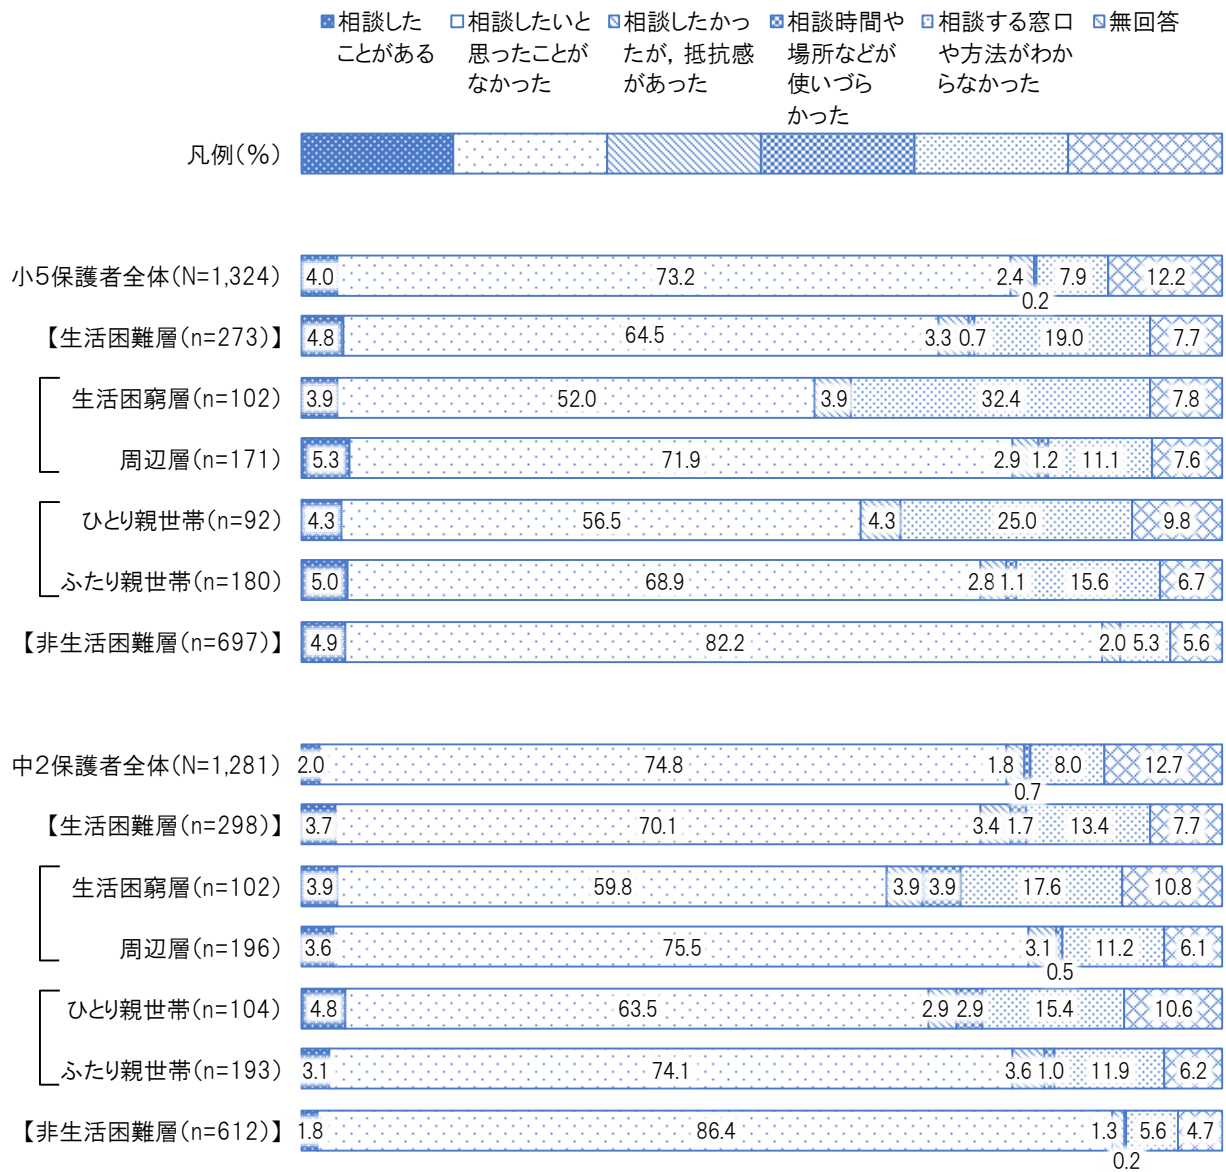 相談した
ことがある
相談したいと
思ったことが
なかった
相談したかっ
たが，抵抗感
があった
相談時間や
場所などが
使いづら
かった
相談する窓口
や方法がわか
らなかった
無回答
凡例(％)
小5保護者全体(N=1,324) 4.0 73.2 2.4 0.2 7.9 12.2
【生活困難層(n=273)】 4.8 64.5 3.3 0.7 19.0 7.7
生活困窮層(n=102) 3.9 52.0 3.9 32.4 7.8
周辺層(n=171) 5.3 71.9 2.9 1.2 11.1 7.6
ひとり親世帯(n=92) 4.3 56.5 4.3 25.0 9.8
ふたり親世帯(n=180) 5.0 68.9 2.8 1.1 15.6 6.7
【非生活困難層(n=697)】 4.9 82.2 2.0 5.3 5.6
中2保護者全体(N=1,281) 2.0 74.8 1.8 0.7 8.0 12.7
【生活困難層(n=298)】 3.7 70.1 3.4 1.7 13.4 7.7
生活困窮層(n=102) 3.9 59.8 3.9 3.9 17.6 10.8
周辺層(n=196) 3.6 75.5 3.1 0.5 11.2 6.1
ひとり親世帯(n=104) 4.8 63.5 2.9 2.9 15.4 10.6
ふたり親世帯(n=193) 3.1 74.1 3.6 1.0 11.9 6.2
【非生活困難層(n=612)】 1.8 86.4 1.3 0.2 5.6 4.7